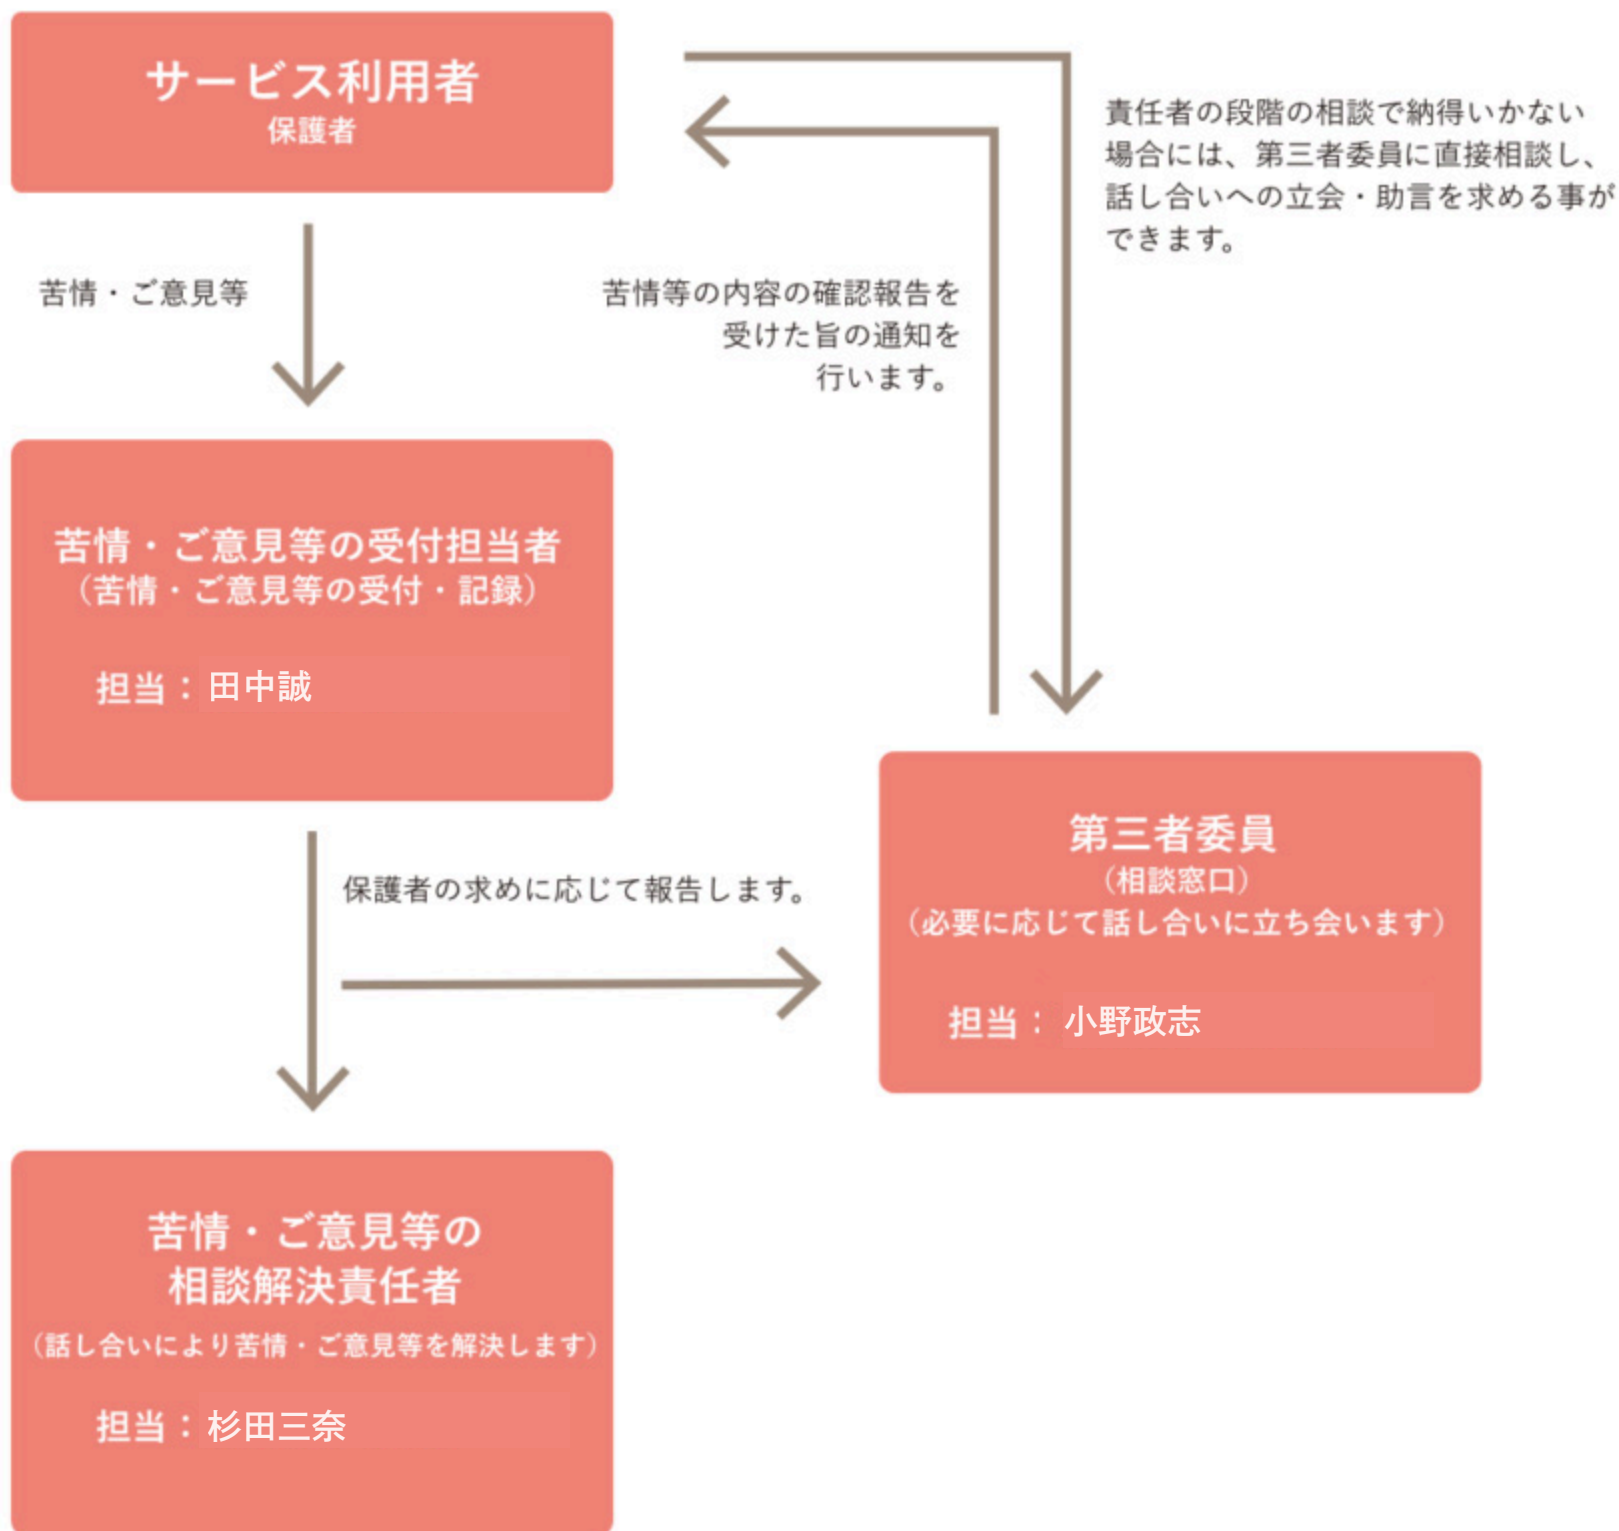 サービス利用者
保護者
責任者の段階の相談で納得いかない
場合には、第三者委員に直接相談し、
話し合いへの立会・助言を求める事が
できます。
苦情・ご意見等
苦情等の内容の確認報告を
受けた旨の通知を
行います。
苦情・ご意見等の受付担当者
（苦情・ご意見等の受付・記録）
担当：田中誠
保護者の求めに応じて報告します。
第三者委員
（相談窓口）
（必要に応じて話し合いに立ち会います）
担当：小野政志
苦情・ご意見等の
相談解決責任者
（話し合いにより苦情・ご意見等を解決します）
担当：杉田三奈